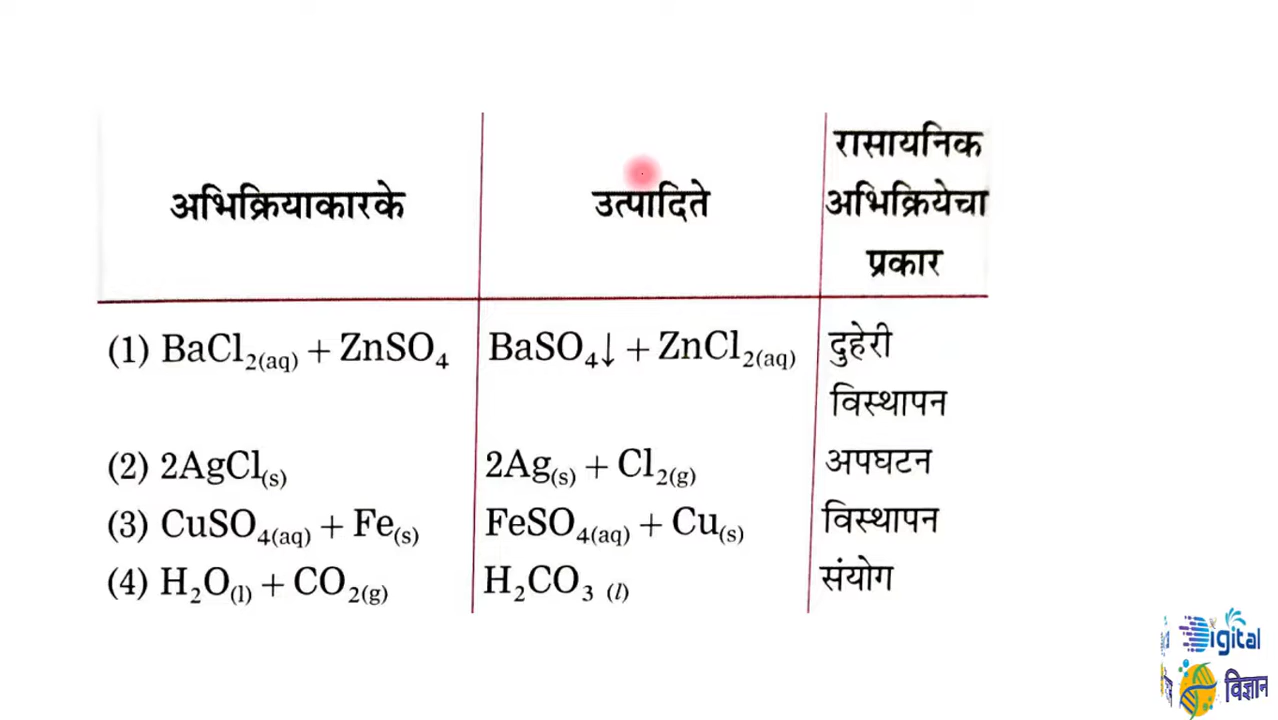 अभिक्रियाकारके उत्पादिते रासायनिक अभिक्रियेचा प्रकार
(1) BaCl₂(aq) + ZnSO₄ BaSO₄↓ + ZnCl₂(aq) दुहेरी
विस्थापन
(2) 2AgCl(s) 2Ag(s) + Cl₂(g) अपघटन
(3) CuSO₄(aq) + Fe(s) FeSO₄(aq) + Cu(s) विस्थापन
(4) H₂O(l) + CO₂(g) H₂CO₃ (l) संयोग
Digital
विज्ञान